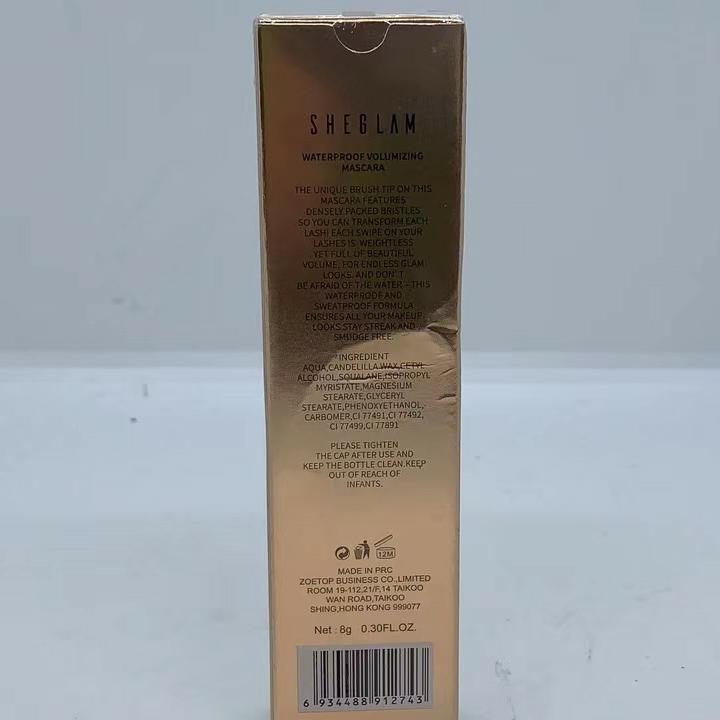 SHEGLAM
WATERPROOF VOLUMIZING
MASCARA
THE UNIQUE BRUSH TIP ON THIS
MASCARA FEATURES
DENSELY PACKED BRISTLES
SO YOU CAN TRANSFORM EACH
LASH! EACH SWIPE ON YOUR
LASHES IS WEIGHTLESS
YET FULL OF BEAUTIFUL
VOLUME, FOR ENDLESS GLAM
LOOKS. AND DON'T
BE AFRAID OF THE WATER - THIS
WATERPROOF AND
SWEATPROOF FORMULA
ENSURES ALL YOUR MAKEUP
LOOKS STAY STREAK AND
SMUDGE FREE.
INGREDIENT
AQUA,CANDELILLA WAX,CETYL
ALCOHOL,SQUALANE,ISOPROPYL
MYRISTATE,MAGNESIUM
STEARATE,GLYCERYL
STEARATE,PHENOXYETHANOL,
CARBOMER,CI 77491,CI 77492,
CI 77499,CI 77891
PLEASE TIGHTEN
THE CAP AFTER USE AND
KEEP THE BOTTLE CLEAN.KEEP
OUT OF REACH OF
INFANTS.
12M
MADE IN PRC
ZOETOP BUSINESS CO.,LIMITED
ROOM 19-112,21/F,14 TAIKOO
WAN ROAD,TAIKOO
SHING,HONG KONG 999077
Net : 8g 0.30FL.OZ.
6 934488 912743